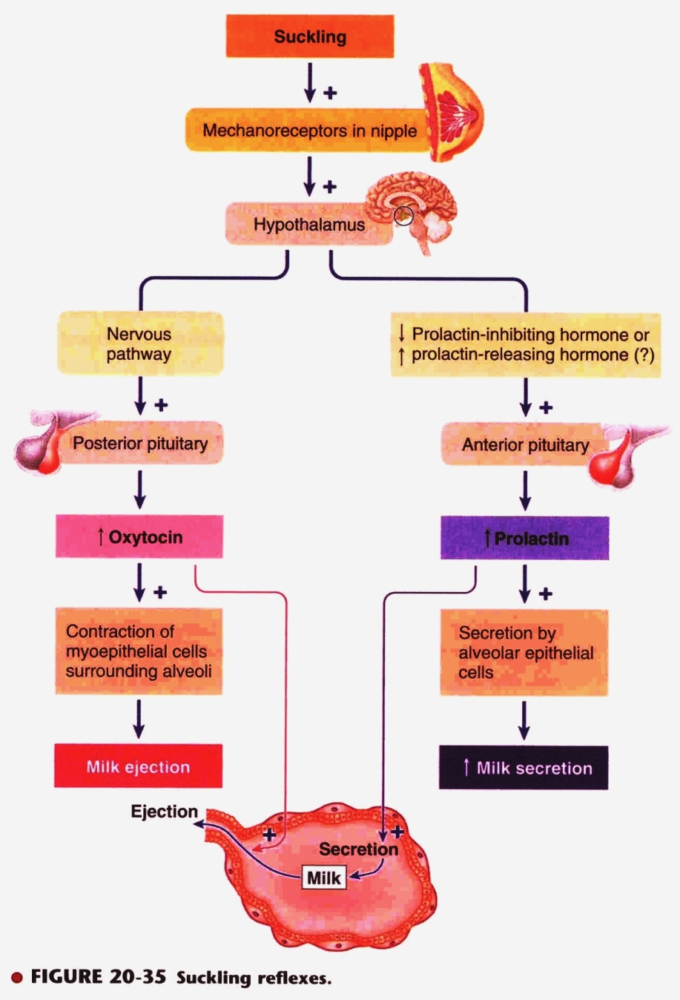 Suckling
+
Mechanoreceptors in nipple
+
Hypothalamus
Nervous
pathway
↓ Prolactin-inhibiting hormone or
↑ prolactin-releasing hormone (?)
+
+
Posterior pituitary
Anterior pituitary
↑ Oxytocin
↑ Prolactin
+
+
Contraction of
myoepithelial cells
surrounding alveoli
Secretion by
alveolar epithelial
cells
Milk ejection
↑ Milk secretion
Ejection
+
+
Secretion
Milk
● FIGURE 20-35 Suckling reflexes.